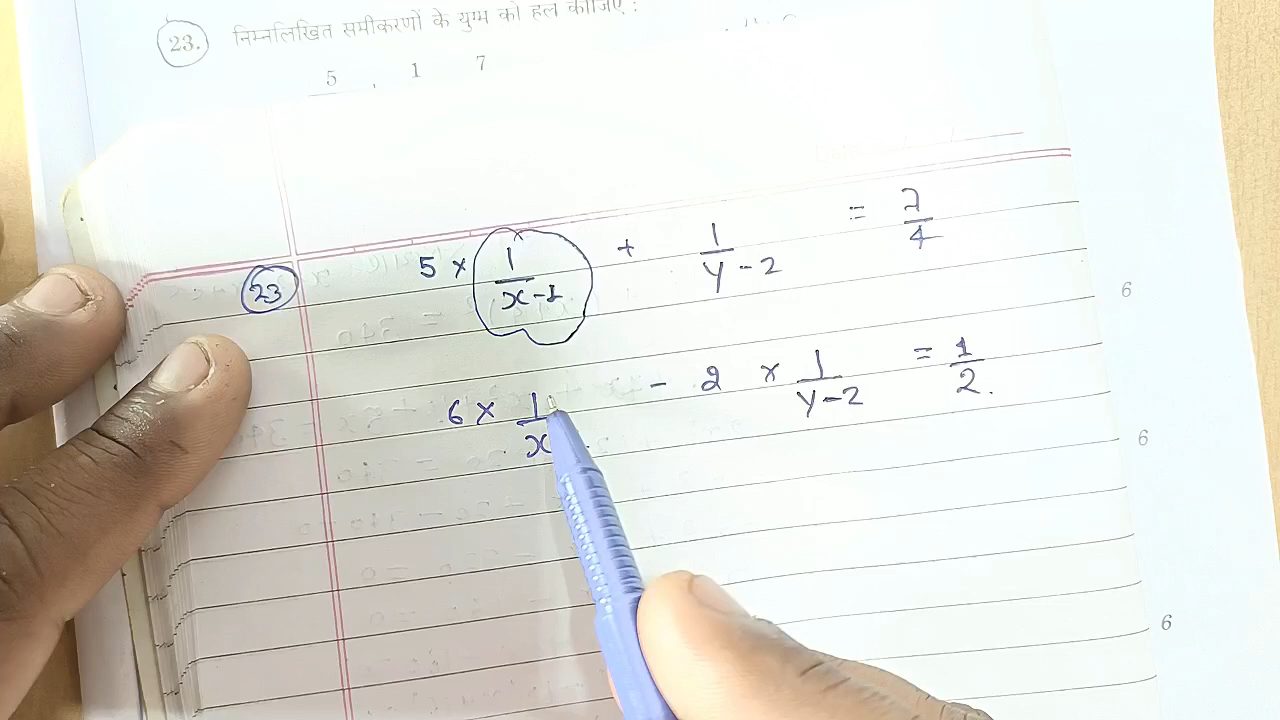 23. निम्नलिखित समीकरणों के युग्म को हल कीजिए :
5 1 7
23 5 × 1/(x-1) + 1/(y-2) = 7/4
6
6 × 1/x - 2 × 1/(y-2) = 1/2.
6
6